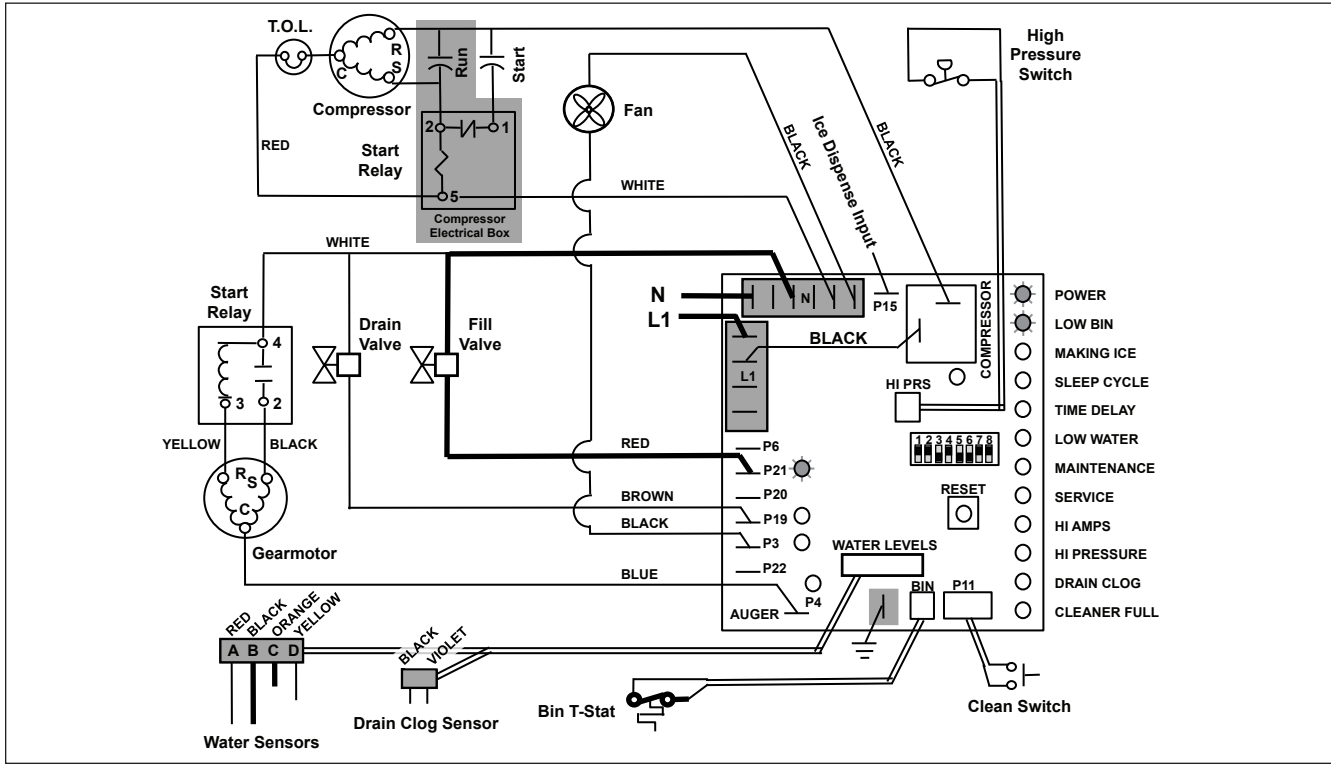 T.O.L.
R
S
C
Compressor
Run
Start
2
1
Start
Relay
5
Compressor
Electrical Box
RED
WHITE
Fan
BLACK
Ice Dispense Input
BLACK
High
Pressure
Switch
WHITE
Start
Relay
4
3
2
YELLOW
BLACK
R
S
C
Gearmotor
Drain
Valve
Fill
Valve
N
L1
N
P15
COMPRESSOR
BLACK
L1
HI PRS
1 2 3 4 5 6 7 8
RESET
RED
P6
P21
P20
BROWN
P19
BLACK
P3
P22
BLUE
P4
AUGER
WATER LEVELS
BIN
P11
POWER
LOW BIN
MAKING ICE
SLEEP CYCLE
TIME DELAY
LOW WATER
MAINTENANCE
SERVICE
HI AMPS
HI PRESSURE
DRAIN CLOG
CLEANER FULL
RED
BLACK
ORANGE
YELLOW
A B C D
Water Sensors
BLACK
VIOLET
Drain Clog Sensor
Bin T-Stat
Clean Switch